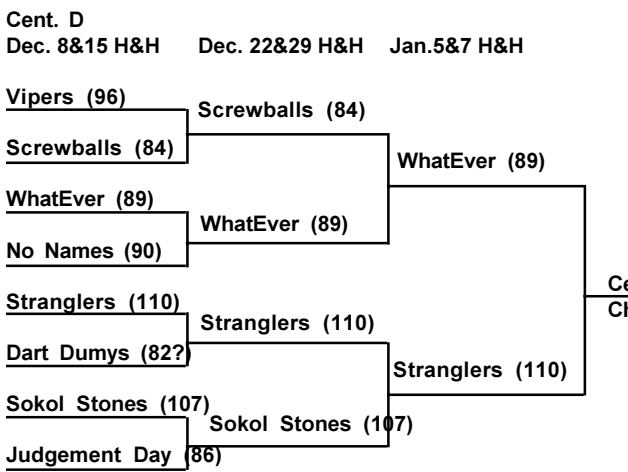 Cent. D
Dec. 8&15 H&H Dec. 22&29 H&H Jan.5&7 H&H
Vipers (96)
Screwballs (84)
Screwballs (84)
WhatEver (89)
WhatEver (89)
WhatEver (89)
No Names (90)
Stranglers (110)
Stranglers (110)
Dart Dumys (82?)
Stranglers (110)
Sokol Stones (107)
Sokol Stones (107)
Judgement Day (86)